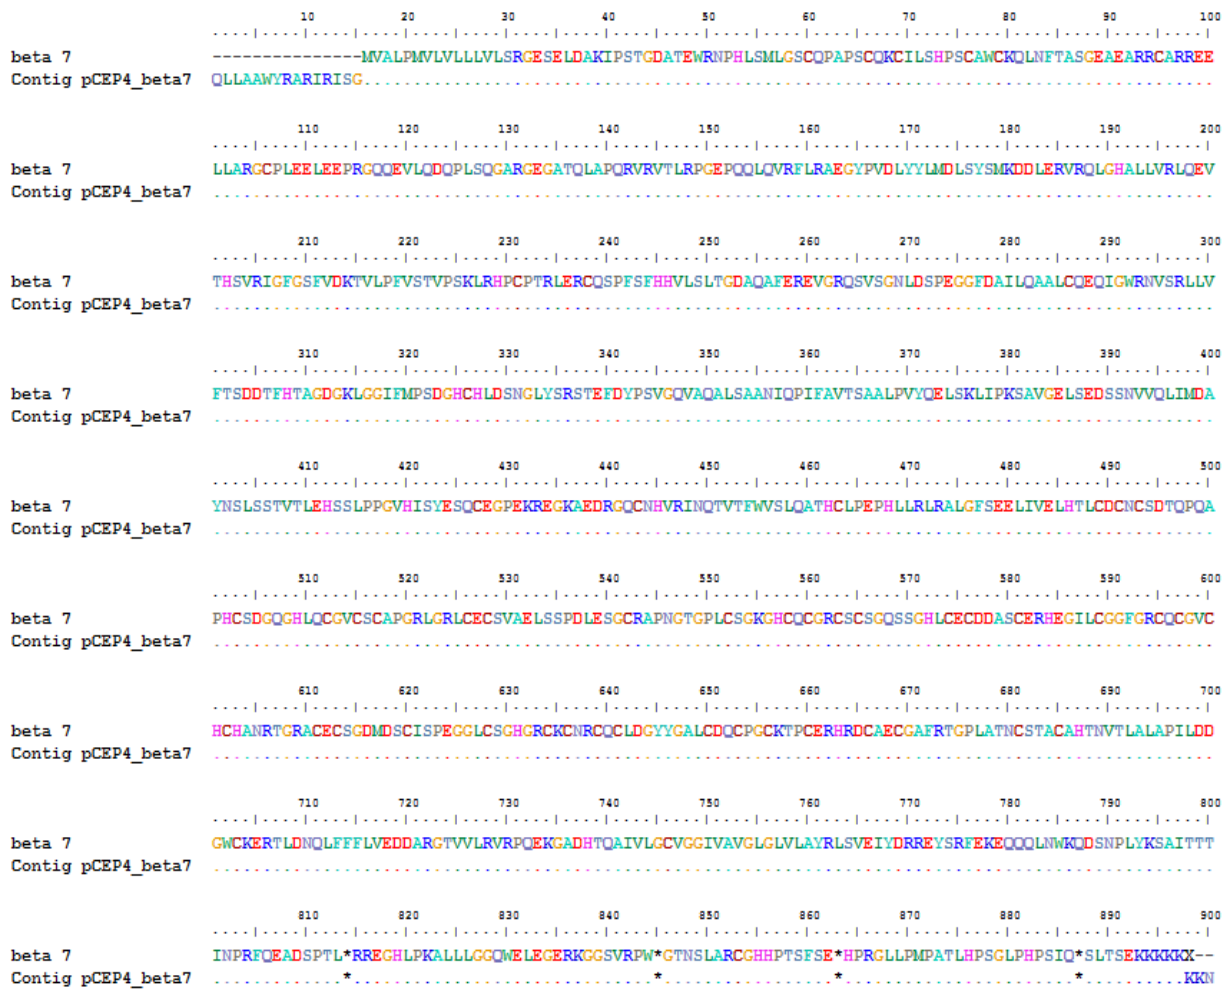 10 20 30 40 50 60 70 80 90 100
....|....|....|....|....|....|....|....|....|....|....|....|....|....|....|....|....|....|....|....|
beta 7 ---------------MVALPMVLVLLLVLSRGESELDAKIPSTGDATEWRNPHLSMLGSCQPAPSCQKCILSHPSCAWCKQLNFTASGEAEARRCARREE
Contig pCEP4_beta7 QLLAAWYRARIRISG.....................................................................................
110 120 130 140 150 160 170 180 190 200
....|....|....|....|....|....|....|....|....|....|....|....|....|....|....|....|....|....|....|....|
beta 7 LLARGCPLEELEEPRGQQEVLQDQPLSQGARGEGATQLAPQRVRVTLRPGEPQQLQVRFLRAEGYPVDLYYLMDLSYSMKDDLERVRQLGHALLVRLQEV
Contig pCEP4_beta7 ....................................................................................................
210 220 230 240 250 260 270 280 290 300
....|....|....|....|....|....|....|....|....|....|....|....|....|....|....|....|....|....|....|....|
beta 7 THSVRIGFGSFVDKTVLPFVSTVPSKLRHPCPTRLERCQSPFSFHHVLSLTGDAQAFEREVGRQSVSGNLDSPEGGFDAILQAALCQEQIGWRNVSRLLV
Contig pCEP4_beta7 ....................................................................................................
310 320 330 340 350 360 370 380 390 400
....|....|....|....|....|....|....|....|....|....|....|....|....|....|....|....|....|....|....|....|
beta 7 FTSDDTFHTAGDGKLGGIFMPSDGHCHLDSNGLYSRSTEFDYPSVGQVAQALSAANIQPIFAVTSAALPVYQELSKLIPKSAVGELSEDSSNVVQLIMDA
Contig pCEP4_beta7 ....................................................................................................
410 420 430 440 450 460 470 480 490 500
....|....|....|....|....|....|....|....|....|....|....|....|....|....|....|....|....|....|....|....|
beta 7 YNSLSSTVTLEHSSLPPGVHISYESQCEGPEKREGKAEDRGQCNHVRINQTVTFWVSLQATHCLPEPHLLRLRALGFSEELIVELHTLCDCNCSDTQPQA
Contig pCEP4_beta7 ....................................................................................................
510 520 530 540 550 560 570 580 590 600
....|....|....|....|....|....|....|....|....|....|....|....|....|....|....|....|....|....|....|....|
beta 7 PHCSDGQGHLQCGVCSCAPGRLGRLCECSVAELSSPDLESGCRAPNGTGPLCSGKGHCQCGRCSCSGQSSGHLCECDDASCERHEGILCGGFGRCQCGVC
Contig pCEP4_beta7 ....................................................................................................
610 620 630 640 650 660 670 680 690 700
....|....|....|....|....|....|....|....|....|....|....|....|....|....|....|....|....|....|....|....|
beta 7 HCHANRTGRACECSGDMDSCISPEGGLCSGHGRCKCNRCQCLDGYYGALCDQCPGCKTPCERHRDCAECGAFRTGPLATNCSTACAHTNVTLALAPILDD
Contig pCEP4_beta7 ....................................................................................................
710 720 730 740 750 760 770 780 790 800
....|....|....|....|....|....|....|....|....|....|....|....|....|....|....|....|....|....|....|....|
beta 7 GWCKERTLDNQLFFFLVEDDARGTVVLRVRPQEKGADHTQAIVLGCVGGIVAVGLGLVLAYRLSVEIYDRREYSRFEKEQQQLNWKQDSNPLYKSAITTT
Contig pCEP4_beta7 ....................................................................................................
810 820 830 840 850 860 870 880 890 900
....|....|....|....|....|....|....|....|....|....|....|....|....|....|....|....|....|....|....|....|
beta 7 INPRFQEADSPTL*RREGHLPKALLLGGQWELEGERKGGSVRPW*GTNSLARCGHHPTSFSE*HPRGLLPMPATLHPSGLPHPSIQ*SLTSEKKKKKX--
Contig pCEP4_beta7 .............*..............................*.................*........................*..........KKN